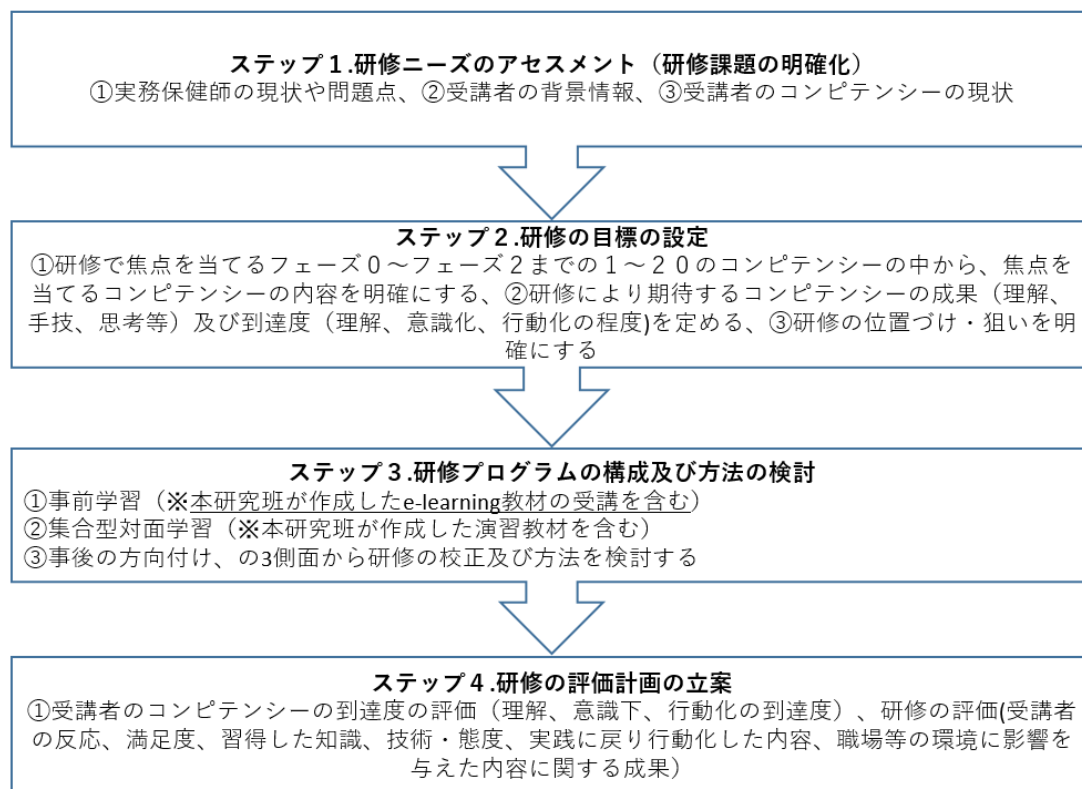 ステップ１.研修ニーズのアセスメント（研修課題の明確化）
①実務保健師の現状や問題点、②受講者の背景情報、③受講者のコンピテンシーの現状
ステップ２.研修の目標の設定
①研修で焦点を当てるフェーズ０～フェーズ２までの１～２０のコンピテンシーの中から、焦点を
当てるコンピテンシーの内容を明確にする、②研修により期待するコンピテンシーの成果（理解、
手技、思考等）及び到達度（理解、意識化、行動化の程度)を定める、③研修の位置づけ・狙いを明
確にする
ステップ３.研修プログラムの構成及び方法の検討
①事前学習（※本研究班が作成したe-learning教材の受講を含む）
②集合型対面学習（※本研究班が作成した演習教材を含む）
③事後の方向付け、の3側面から研修の校正及び方法を検討する
ステップ４.研修の評価計画の立案
①受講者のコンピテンシーの到達度の評価（理解、意識下、行動化の到達度）、研修の評価(受講者
の反応、満足度、習得した知識、技術・態度、実践に戻り行動化した内容、職場等の環境に影響を
与えた内容に関する成果）